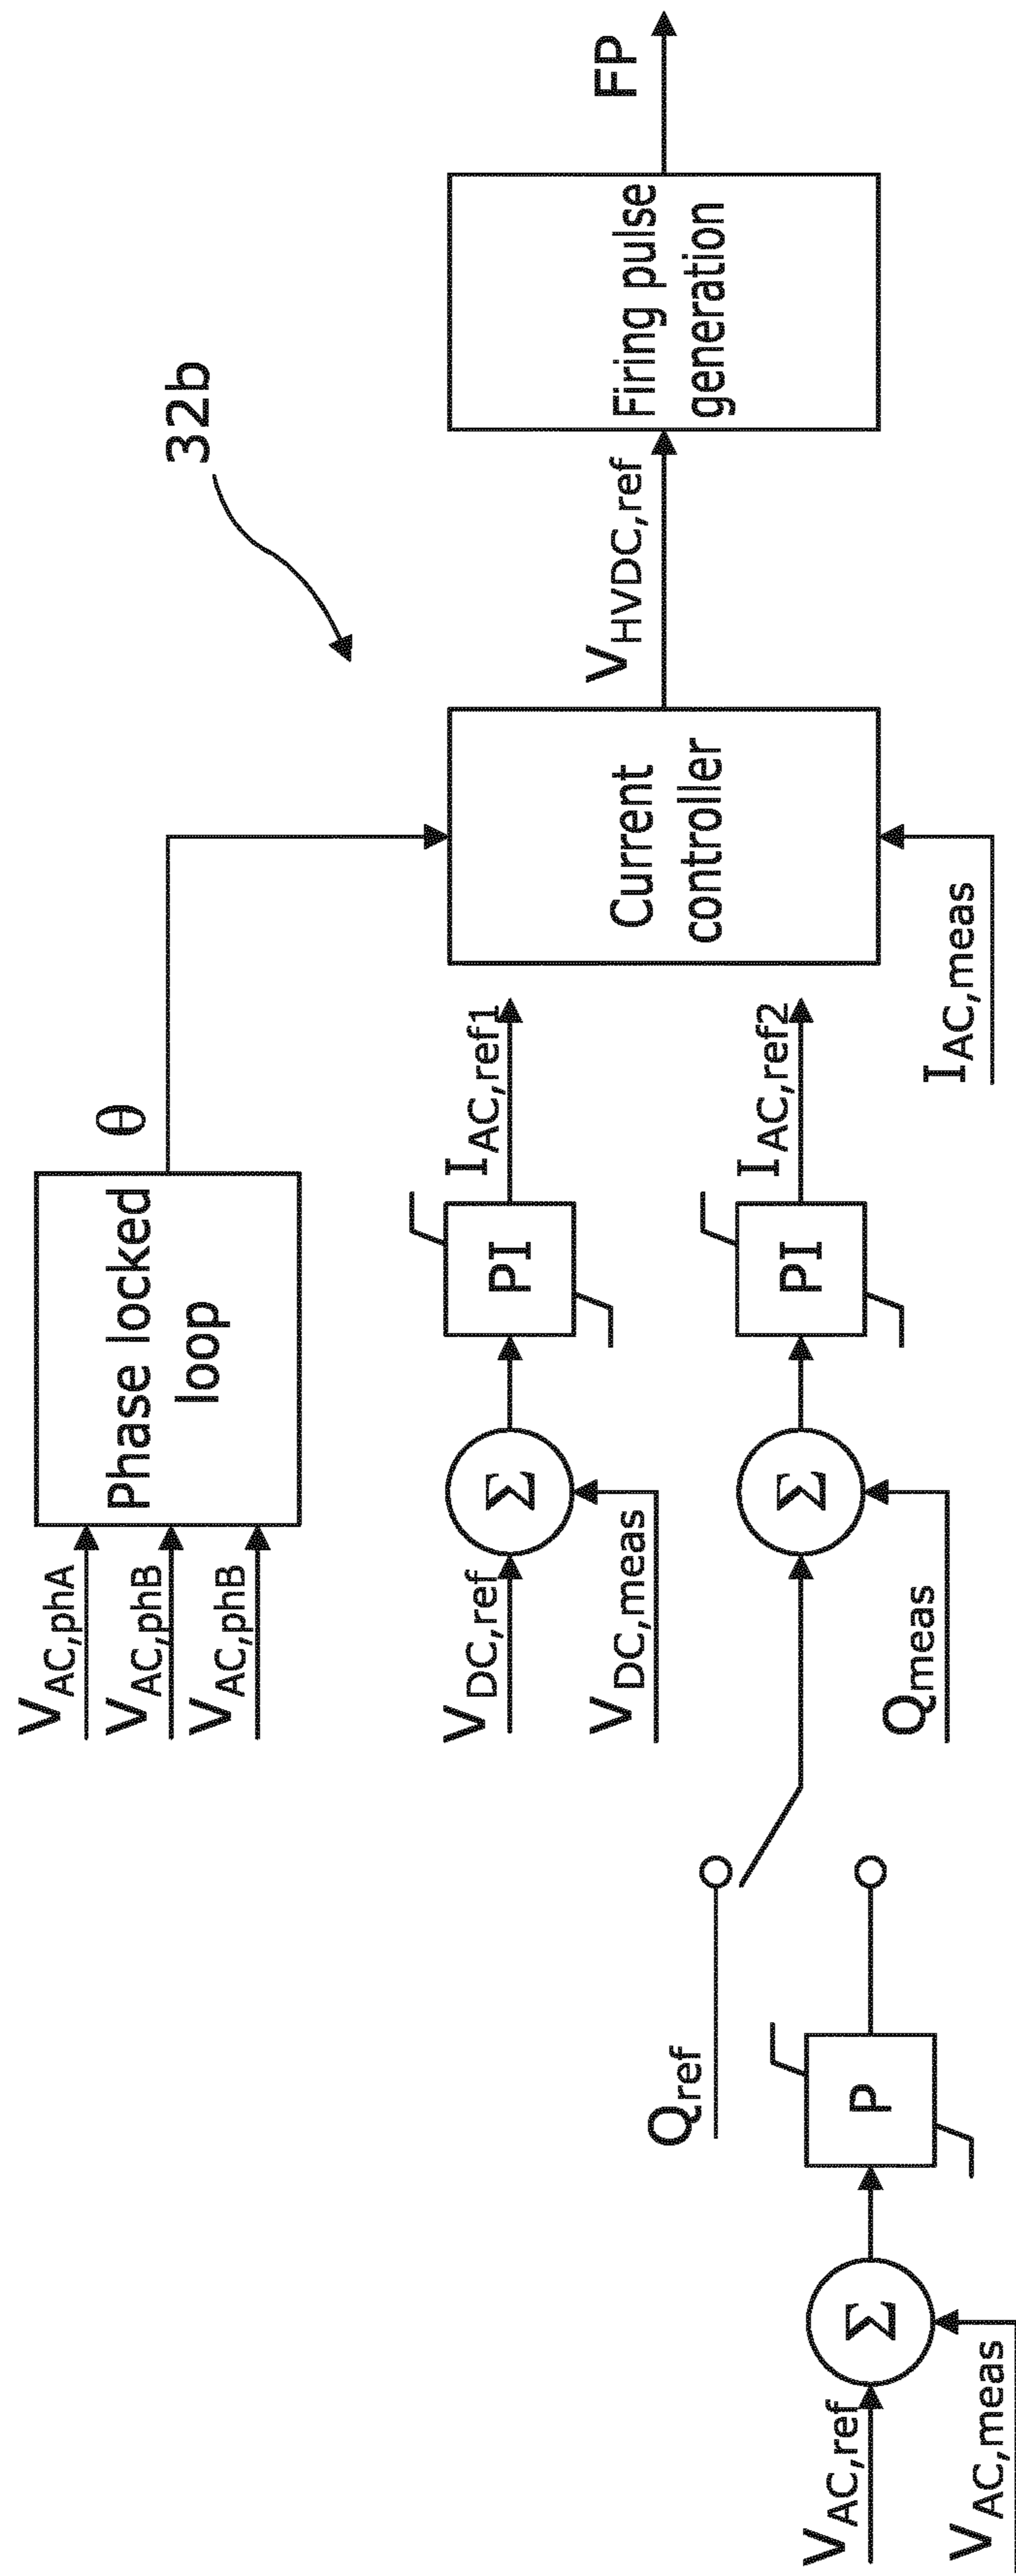 32b
V_AC,phA
V_AC,phB
V_AC,phB
Phase locked
loop
θ
V_DC,ref
V_DC,meas
Σ
PI
I_AC,ref1
Q_ref
Q_meas
Σ
PI
I_AC,ref2
V_AC,ref
V_AC,meas
Σ
P
I_AC,meas
Current
controller
V_HVDC,ref
Firing pulse
generation
FP